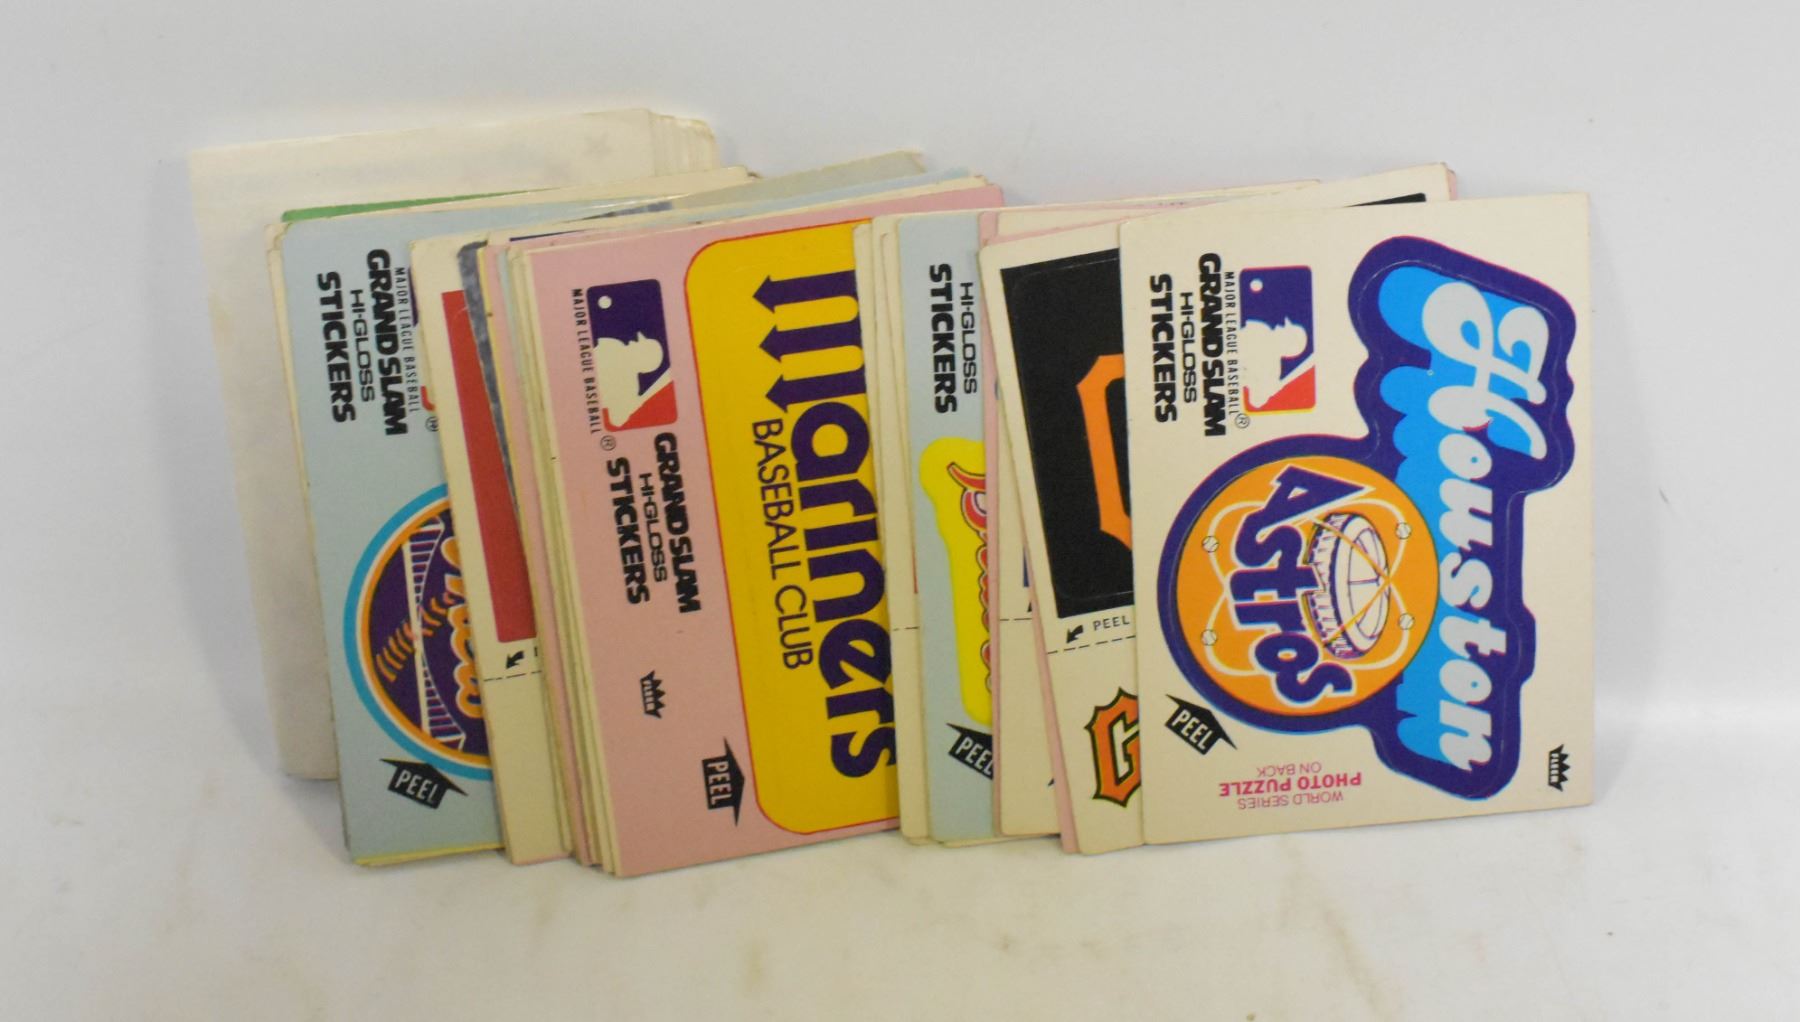 MAJOR LEAGUE BASEBALL
GRAND SLAM
HI-GLOSS
STICKERS
PEEL
Mariners
BASEBALL CLUB
MAJOR LEAGUE BASEBALL®
GRAND SLAM
HI-GLOSS
STICKERS
FLEER
PEEL
HI-GLOSS
STICKERS
PEEL
PEEL
G
Houston
ASTROS
MAJOR LEAGUE BASEBALL®
GRAND SLAM
HI-GLOSS
STICKERS
PEEL
WORLD SERIES
PHOTO PUZZLE
ON BACK
FLEER